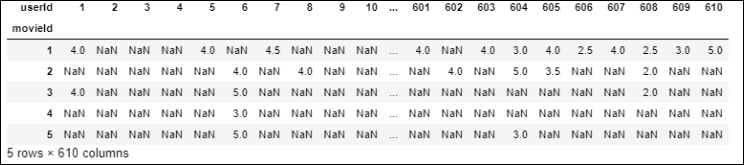 userId 1 2 3 4 5 6 7 8 9 10 ... 601 602 603 604 605 606 607 608 609 610
movieId
1 4.0 NaN NaN NaN 4.0 NaN 4.5 NaN NaN NaN ... 4.0 NaN 4.0 3.0 4.0 2.5 4.0 2.5 3.0 5.0
2 NaN NaN NaN NaN NaN 4.0 NaN 4.0 NaN NaN ... NaN 4.0 NaN 5.0 3.5 NaN NaN 2.0 NaN NaN
3 4.0 NaN NaN NaN NaN 5.0 NaN NaN NaN NaN ... NaN NaN NaN NaN NaN NaN NaN 2.0 NaN NaN
4 NaN NaN NaN NaN NaN 3.0 NaN NaN NaN NaN ... NaN NaN NaN NaN NaN NaN NaN NaN NaN NaN
5 NaN NaN NaN NaN NaN 5.0 NaN NaN NaN NaN ... NaN NaN NaN 3.0 NaN NaN NaN NaN NaN NaN
5 rows × 610 columns